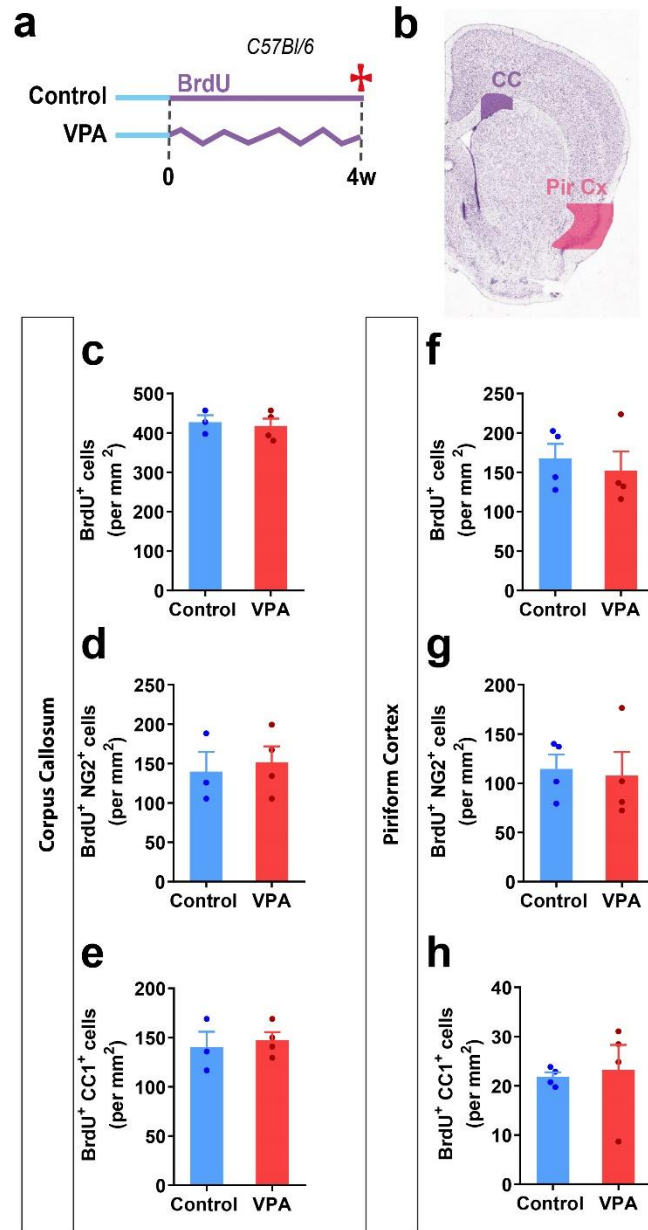 a
C57Bl/6
Control
BrdU
VPA
0
4w
b
CC
Pir Cx
Corpus Callosum
c
BrdU⁺ cells
(per mm²)
500
400
300
200
100
0
Control
VPA
d
BrdU⁺ NG2⁺ cells
(per mm²)
250
200
150
100
50
0
Control
VPA
e
BrdU⁺ CC1⁺ cells
(per mm²)
200
150
100
50
0
Control
VPA
Piriform Cortex
f
BrdU⁺ cells
(per mm²)
250
200
150
100
50
0
Control
VPA
g
BrdU⁺ NG2⁺ cells
(per mm²)
200
150
100
50
0
Control
VPA
h
BrdU⁺ CC1⁺ cells
(per mm²)
40
30
20
10
0
Control
VPA